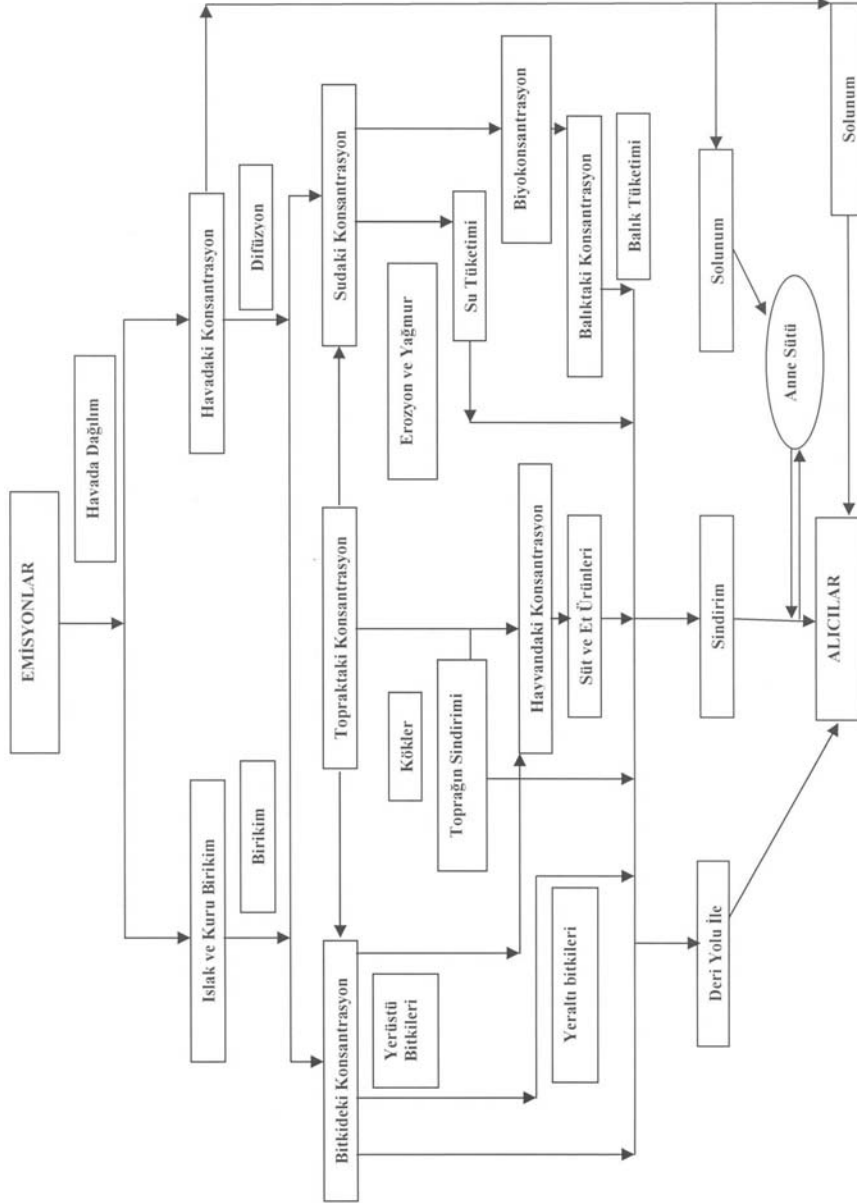 EMİSYONLAR
Havada Dağılım
Islak ve Kuru Birikim
Havadaki Konsantrasyon
Birikim
Difüzyon
Bitkideki Konsantrasyon
Topraktaki Konsantrasyon
Sudaki Konsantrasyon
Yerüstü
Bitkileri
Kökler
Erozyon ve Yağmur
Toprağın Sindirimi
Su Tüketimi
Biyokonsantrasyon
Hayvandaki Konsantrasyon
Yeraltı bitkileri
Süt ve Et Ürünleri
Balıktaki Konsantrasyon
Balık Tüketimi
Deri Yolu İle
Sindirim
Solunum
Anne Sütü
ALICILAR
Solunum